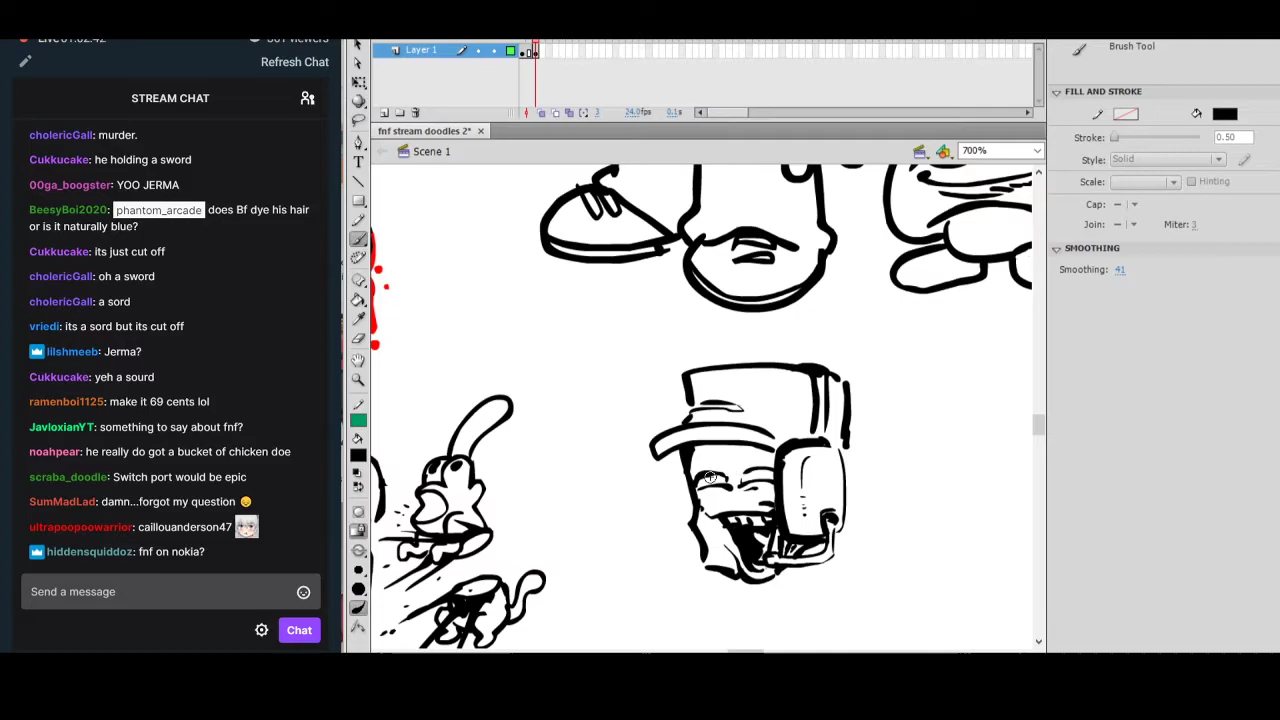 Refresh Chat
STREAM CHAT
cholericGall: murder.
Cukkucake: he holding a sword
00ga_boogster: YOO JERMA
BeesyBoi2020: phantom_arcade does Bf dye his hair
or is it naturally blue?
Cukkucake: its just cut off
cholericGall: oh a sword
cholericGall: a sord
vriedi: its a sord but its cut off
lilshmeeb: Jerma?
Cukkucake: yeh a sourd
ramenboi1125: make it 69 cents lol
JavloxianYT: something to say about fnf?
noahpear: he really do got a bucket of chicken doe
scraba_doodle: Switch port would be epic
SumMadLad: damn...forgot my question
ultrapoopoowarrior: caillouanderson47
hiddensquiddoz: fnf on nokia?
Send a message
Chat
Layer 1
3 24.0fps 0.1s
fnf stream doodles 2*
Scene 1
700%
Brush Tool
FILL AND STROKE
Stroke: 0.50
Style: Solid
Scale: Hinting
Cap:
Join: Miter: 3
SMOOTHING
Smoothing: 41